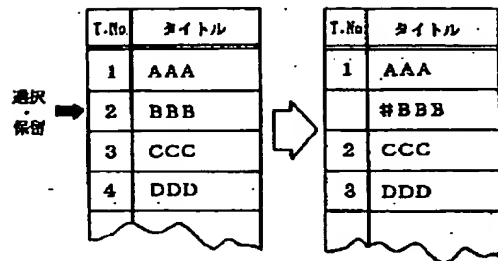 T.No. タイトル
1 AAA
2 BBB
3 CCC
4 DDD
選択・保留
T.No タイトル
1 AAA
#BBB
2 CCC
3 DDD